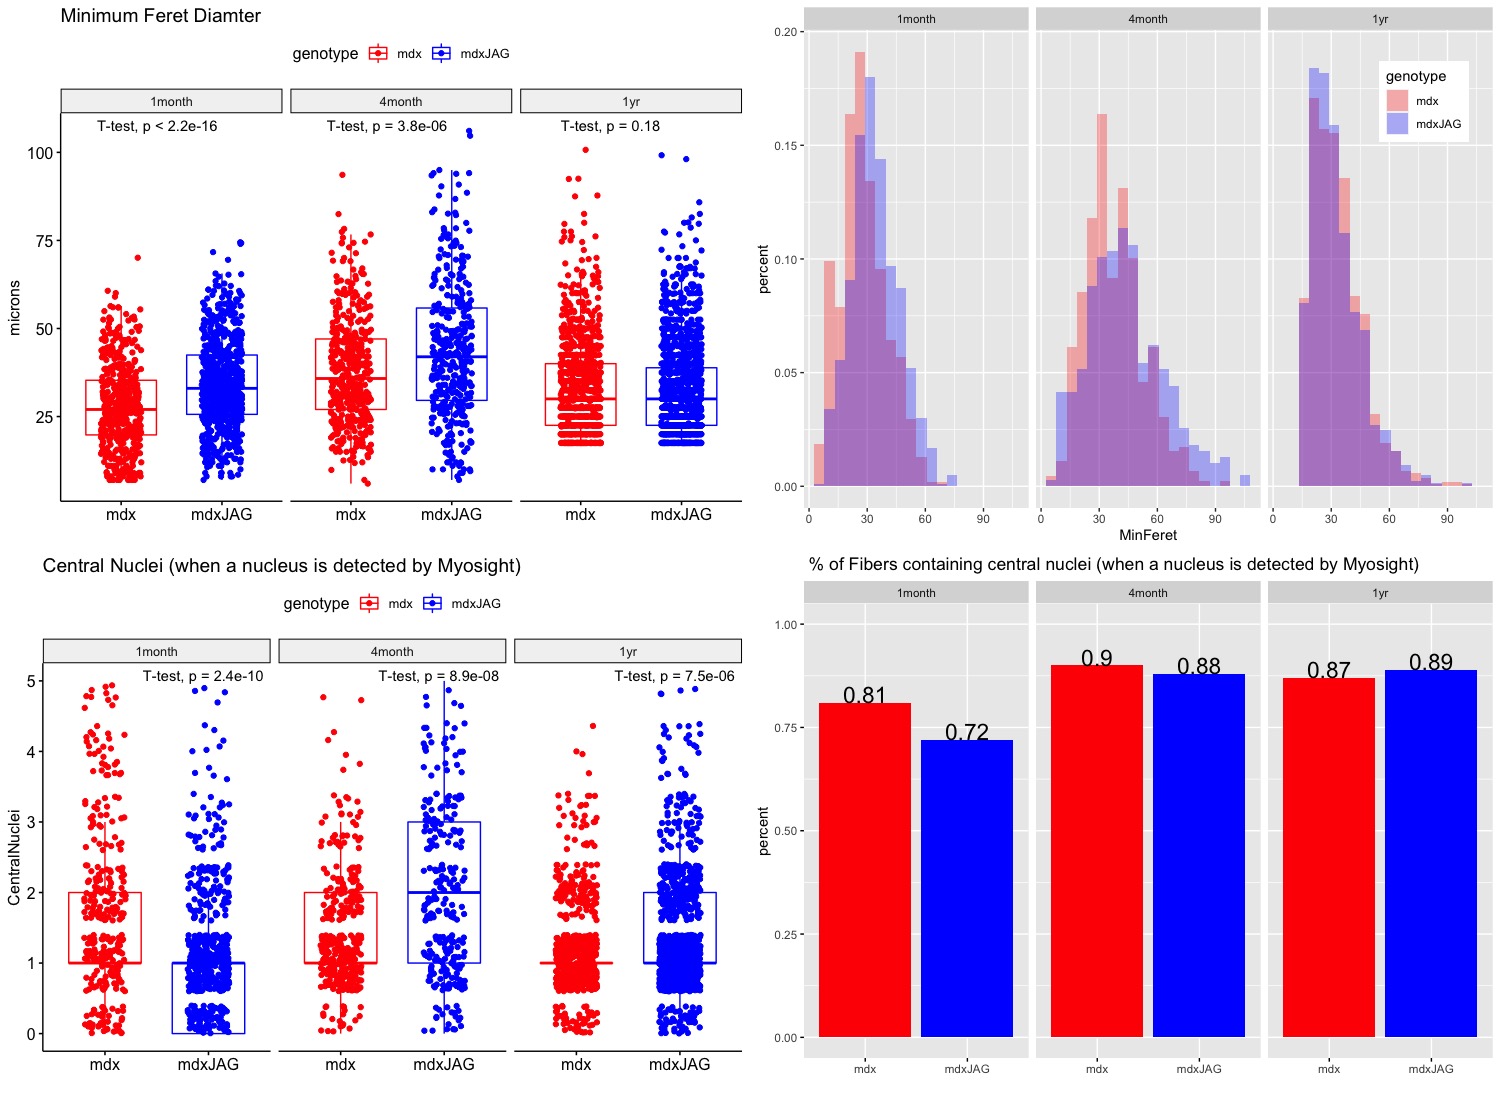 Minimum Feret Diamter
genotype mdx mdxJAG
1month 4month 1yr
T-test, p < 2.2e-16 T-test, p = 3.8e-06 T-test, p = 0.18
100
75
50
25
microns
mdx mdxJAG mdx mdxJAG mdx mdxJAG
1month 4month 1yr
genotype
mdx
mdxJAG
0.20
0.15
0.10
0.05
0.00
percent
0 30 60 90 0 30 60 90 0 30 60 90
MinFeret
Central Nuclei (when a nucleus is detected by Myosight)
genotype mdx mdxJAG
1month 4month 1yr
T-test, p = 2.4e-10 T-test, p = 8.9e-08 T-test, p = 7.5e-06
5
4
3
2
1
0
CentralNuclei
mdx mdxJAG mdx mdxJAG mdx mdxJAG
% of Fibers containing central nuclei (when a nucleus is detected by Myosight)
1month 4month 1yr
1.00
0.75
0.50
0.25
0.00
percent
0.81 0.72 0.9 0.88 0.87 0.89
mdx mdxJAG mdx mdxJAG mdx mdxJAG